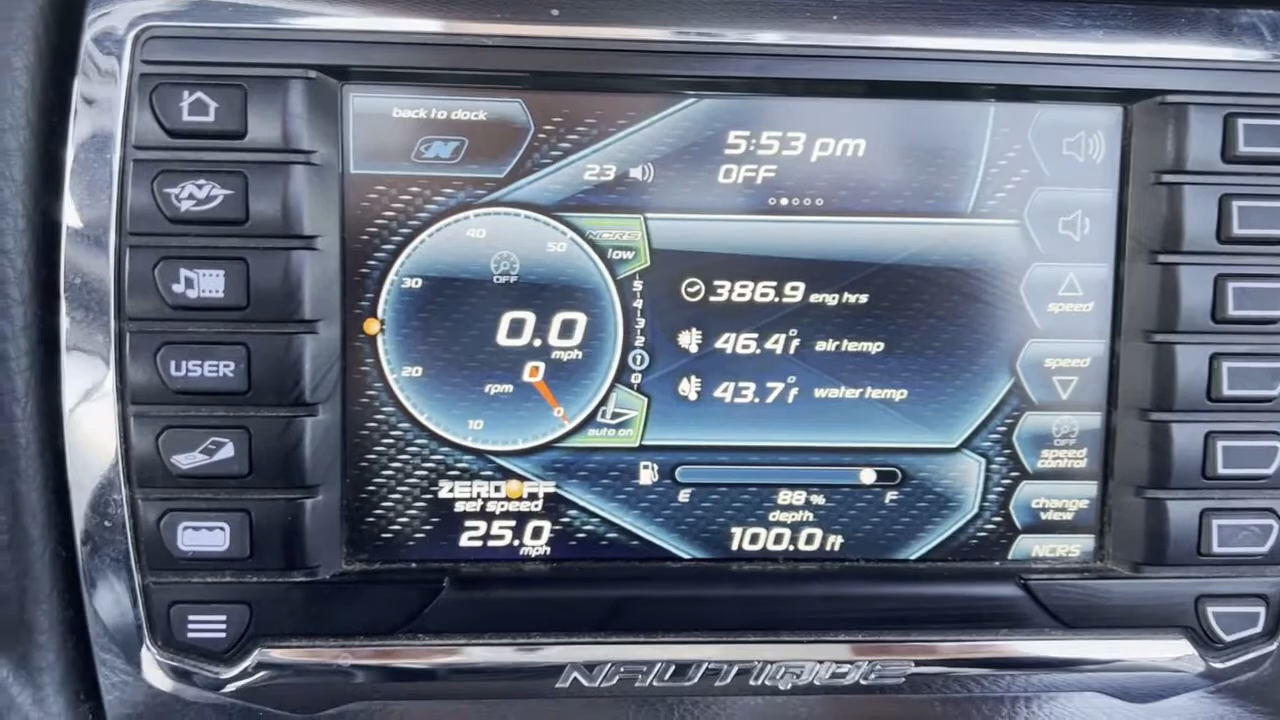 back to dock
N
5:53 pm
23
OFF
40
50
NCRS
low
OFF
30
5
4
3
2
1
0
386.9 eng hrs
0.0
mph
46.4°f air temp
20
rpm
0
0
43.7°f water temp
10
auto on
speed
speed
OFF
speed
control
USER
ZEROOFF
set speed
25.0
mph
E
88 %
F
depth
100.0 ft
change
view
NCRS
NAUTIQUE